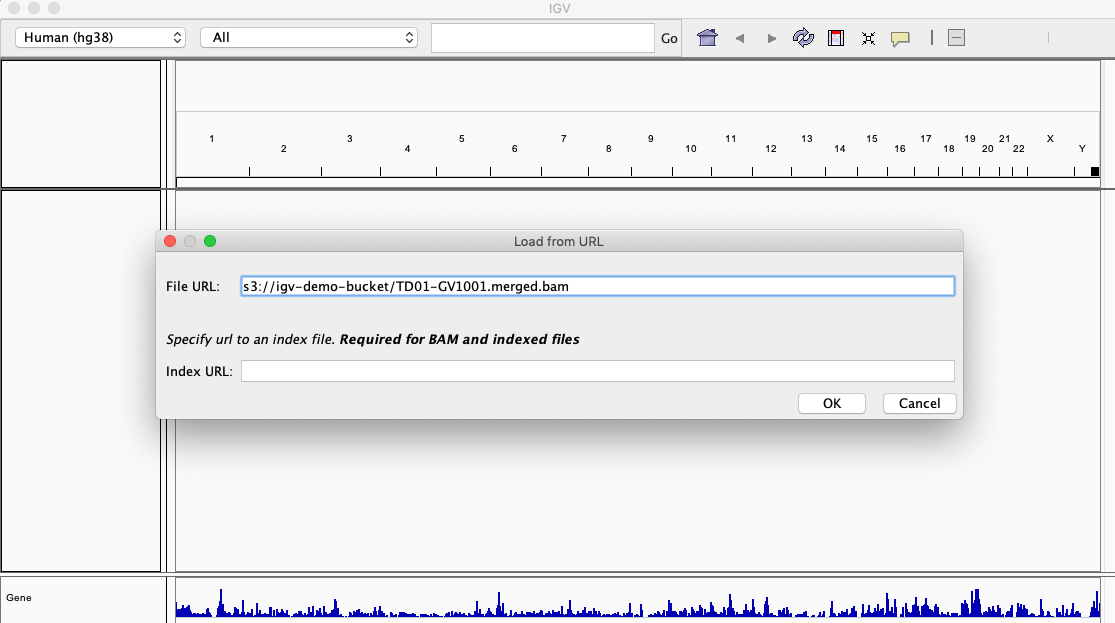 IGV
Human (hg38) All Go
1 3 5 7 9 11 13 15 17 19 21 X
2 4 6 8 10 12 14 16 18 20 22 Y
Load from URL
File URL: s3://igv-demo-bucket/TD01-GV1001.merged.bam
Specify url to an index file. Required for BAM and indexed files
Index URL:
OK Cancel
Gene